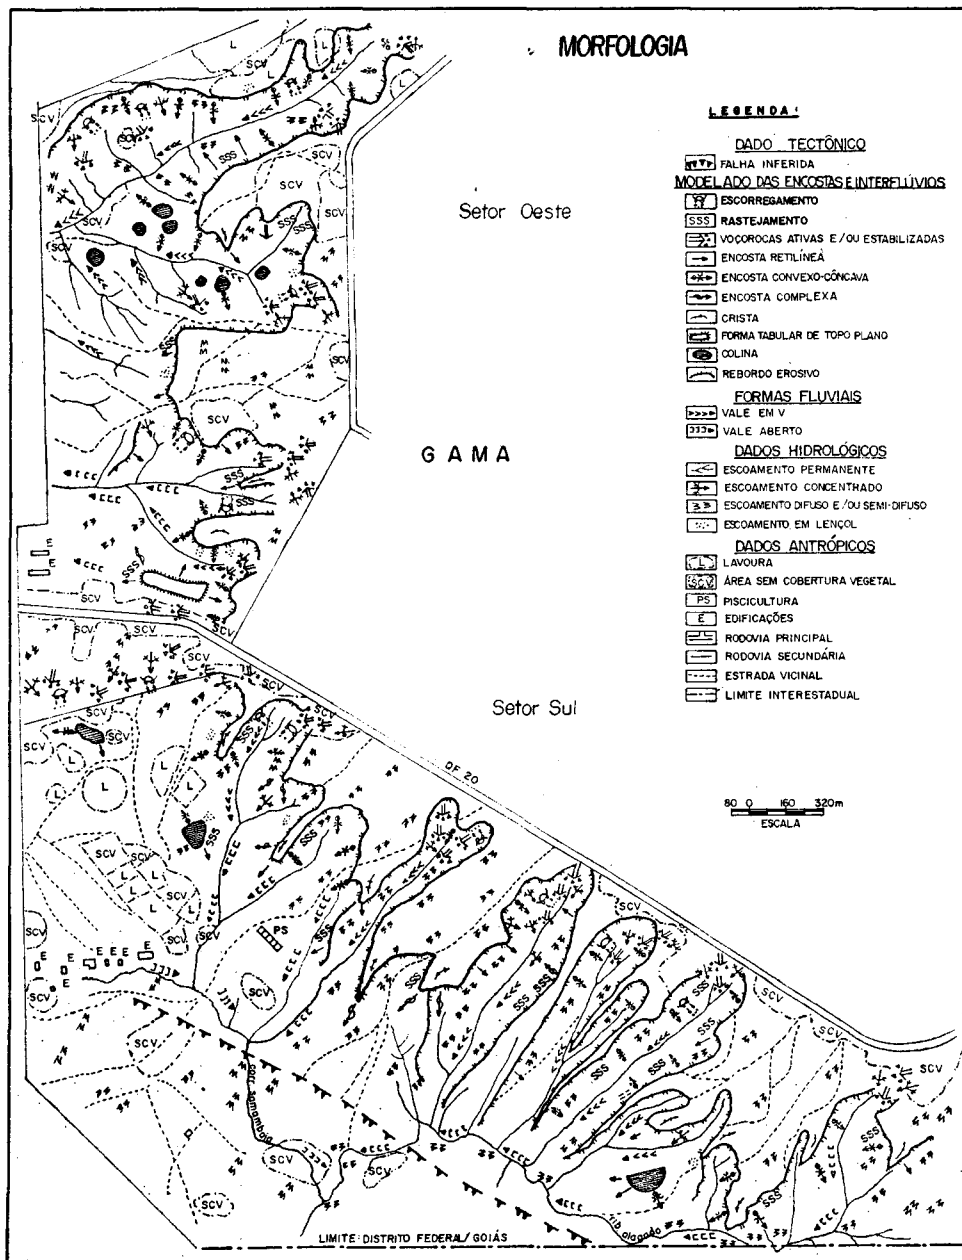 MORFOLOGIA
LEGENDA:
DADO TECTÔNICO
FALHA INFERIDA
MODELADO DAS ENCOSTAS E INTERFLÚVIOS
ESCORREGAMENTO
SSS RASTEJAMENTO
VOÇOROCAS ATIVAS E/OU ESTABILIZADAS
ENCOSTA RETILÍNEA
ENCOSTA CONVEXO-CÔNCAVA
ENCOSTA COMPLEXA
CRISTA
FORMA TABULAR DE TOPO PLANO
COLINA
REBORDO EROSIVO
FORMAS FLUVIAIS
VALE EM V
VALE ABERTO
DADOS HIDROLÓGICOS
ESCOAMENTO PERMANENTE
ESCOAMENTO CONCENTRADO
ESCOAMENTO DIFUSO E/OU SEMI-DIFUSO
ESCOAMENTO EM LENÇOL
DADOS ANTRÓPICOS
L LAVOURA
SCV ÁREA SEM COBERTURA VEGETAL
PS PISCICULTURA
E EDIFICAÇÕES
RODOVIA PRINCIPAL
RODOVIA SECUNDÁRIA
ESTRADA VICINAL
LIMITE INTERESTADUAL
Setor Oeste
GAMA
Setor Sul
DF 20
80 0 160 320m
ESCALA
PS
cor. Samambaia
rib. alagado
LIMITE: DISTRITO FEDERAL/GOIÁS